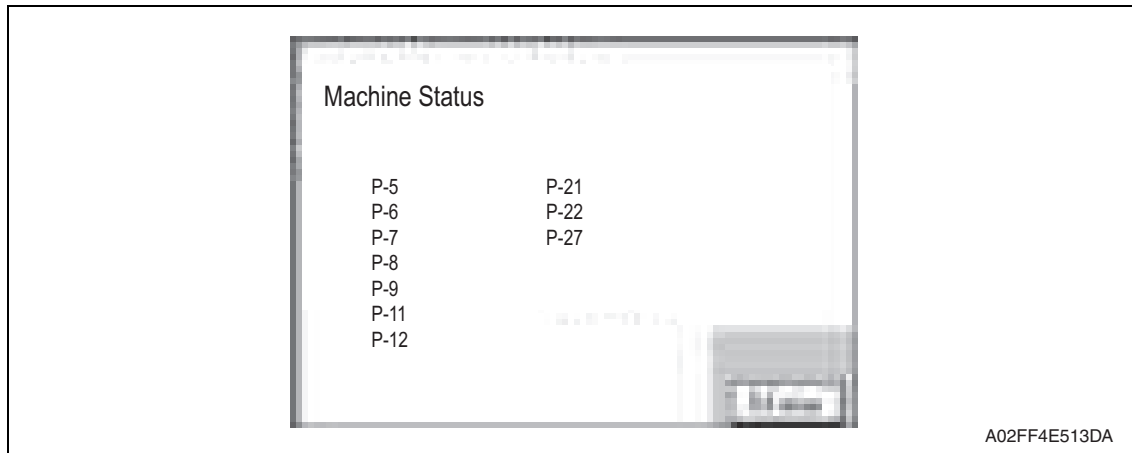 Machine Status
P-5
P-6
P-7
P-8
P-9
P-11
P-12
P-21
P-22
P-27
A02FF4E513DA